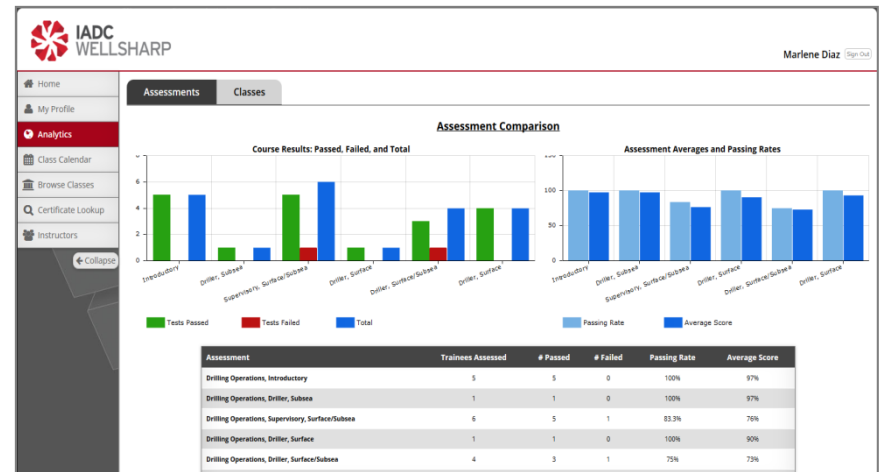 IADC
WELLSHARP
Marlene Diaz Sign Out
Home
My Profile
Analytics
Class Calendar
Browse Classes
Certificate Lookup
Instructors
Collapse
Assessments Classes
Assessment Comparison
Course Results: Passed, Failed, and Total
6
4
2
0
Introductory
Driller, Subsea
Supervisory, Surface/Subsea
Driller, Surface
Driller, Surface/Subsea
Driller, Surface
Tests Passed Tests Failed Total
Assessment Averages and Passing Rates
100
50
0
Introductory
Driller, Subsea
Supervisory, Surface/Subsea
Driller, Surface
Driller, Surface/Subsea
Driller, Surface
Passing Rate Average Score
Assessment Trainees Assessed # Passed # Failed Passing Rate Average Score
Drilling Operations, Introductory 5 5 0 100% 97%
Drilling Operations, Driller, Subsea 1 1 0 100% 97%
Drilling Operations, Supervisory, Surface/Subsea 6 5 1 83.3% 76%
Drilling Operations, Driller, Surface 1 1 0 100% 90%
Drilling Operations, Driller, Surface/Subsea 4 3 1 75% 73%